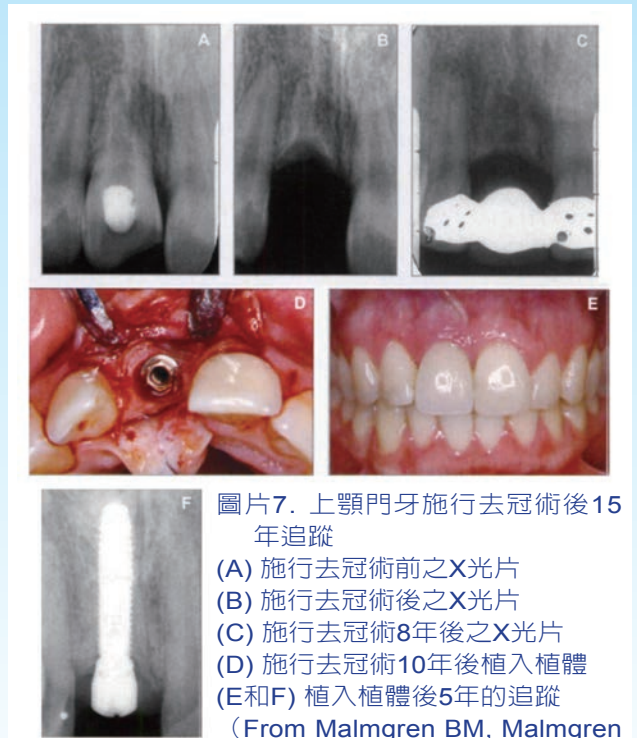 A
B
C
D
E
F
圖片7. 上顎門牙施行去冠術後15
年追蹤
(A) 施行去冠術前之X光片
(B) 施行去冠術後之X光片
(C) 施行去冠術8年後之X光片
(D) 施行去冠術10年後植入植體
(E和F) 植入植體後5年的追蹤
（From Malmgren BM, Malmgren